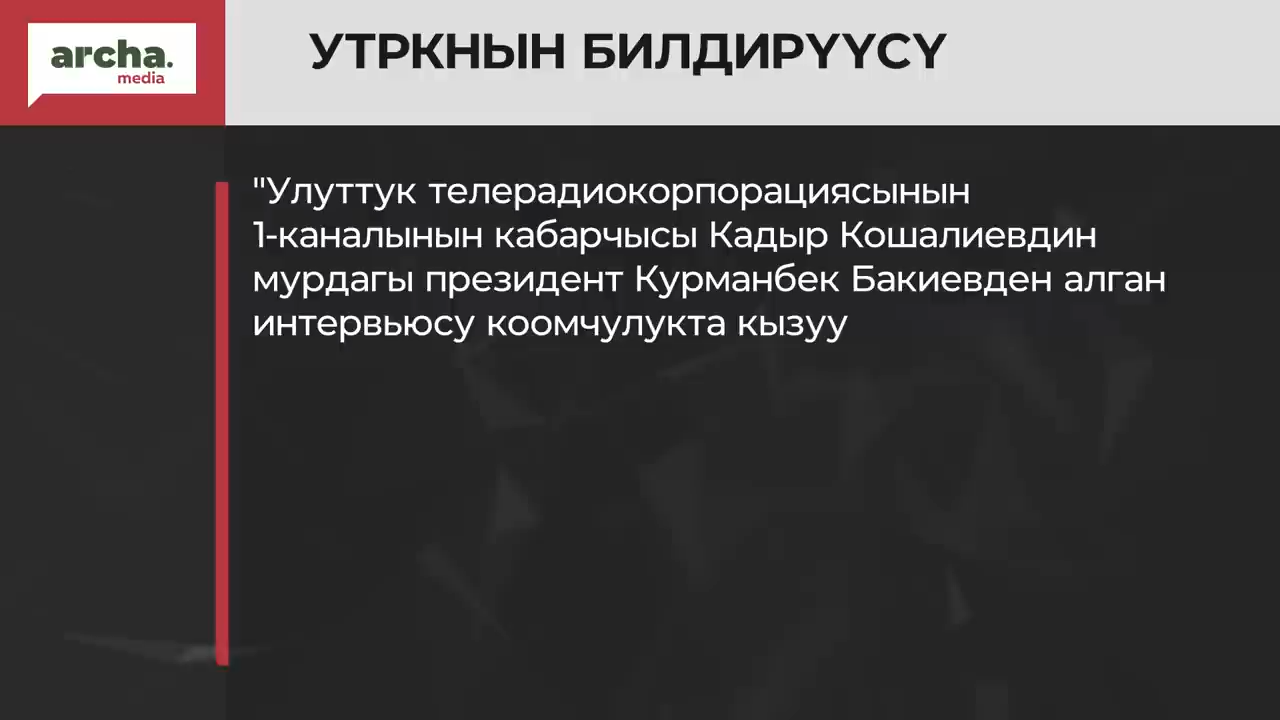 archa.
media
УТРКНЫН БИЛДИРҮҮСҮ
"Улуттук телерадиокорпорациясынын
1-каналынын кабарчысы Кадыр Кошалиевдин
мурдагы президент Курманбек Бакиевден алган
интервьюсу коомчулукта кызуу